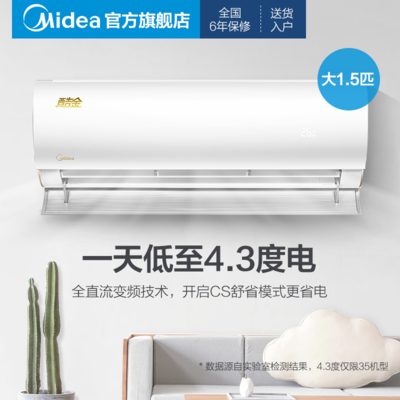 Midea 官方旗舰店
全国
6年保修
送货
入户
大1.5匹
酷金
Midea
一天低至4.3度电
全直流变频技术，开启CS舒省模式更省电
* 数据源自实验室检测结果，4.3度仅限35机型